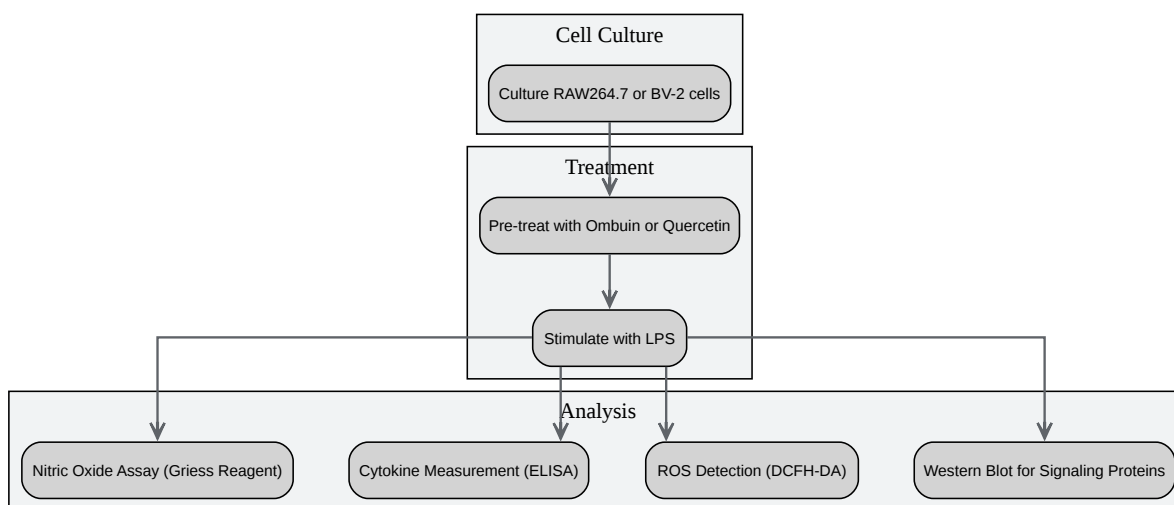 Cell Culture
Culture RAW264.7 or BV-2 cells
Treatment
Pre-treat with Ombuin or Quercetin
Stimulate with LPS
Analysis
Nitric Oxide Assay (Griess Reagent)
Cytokine Measurement (ELISA)
ROS Detection (DCFH-DA)
Western Blot for Signaling Proteins